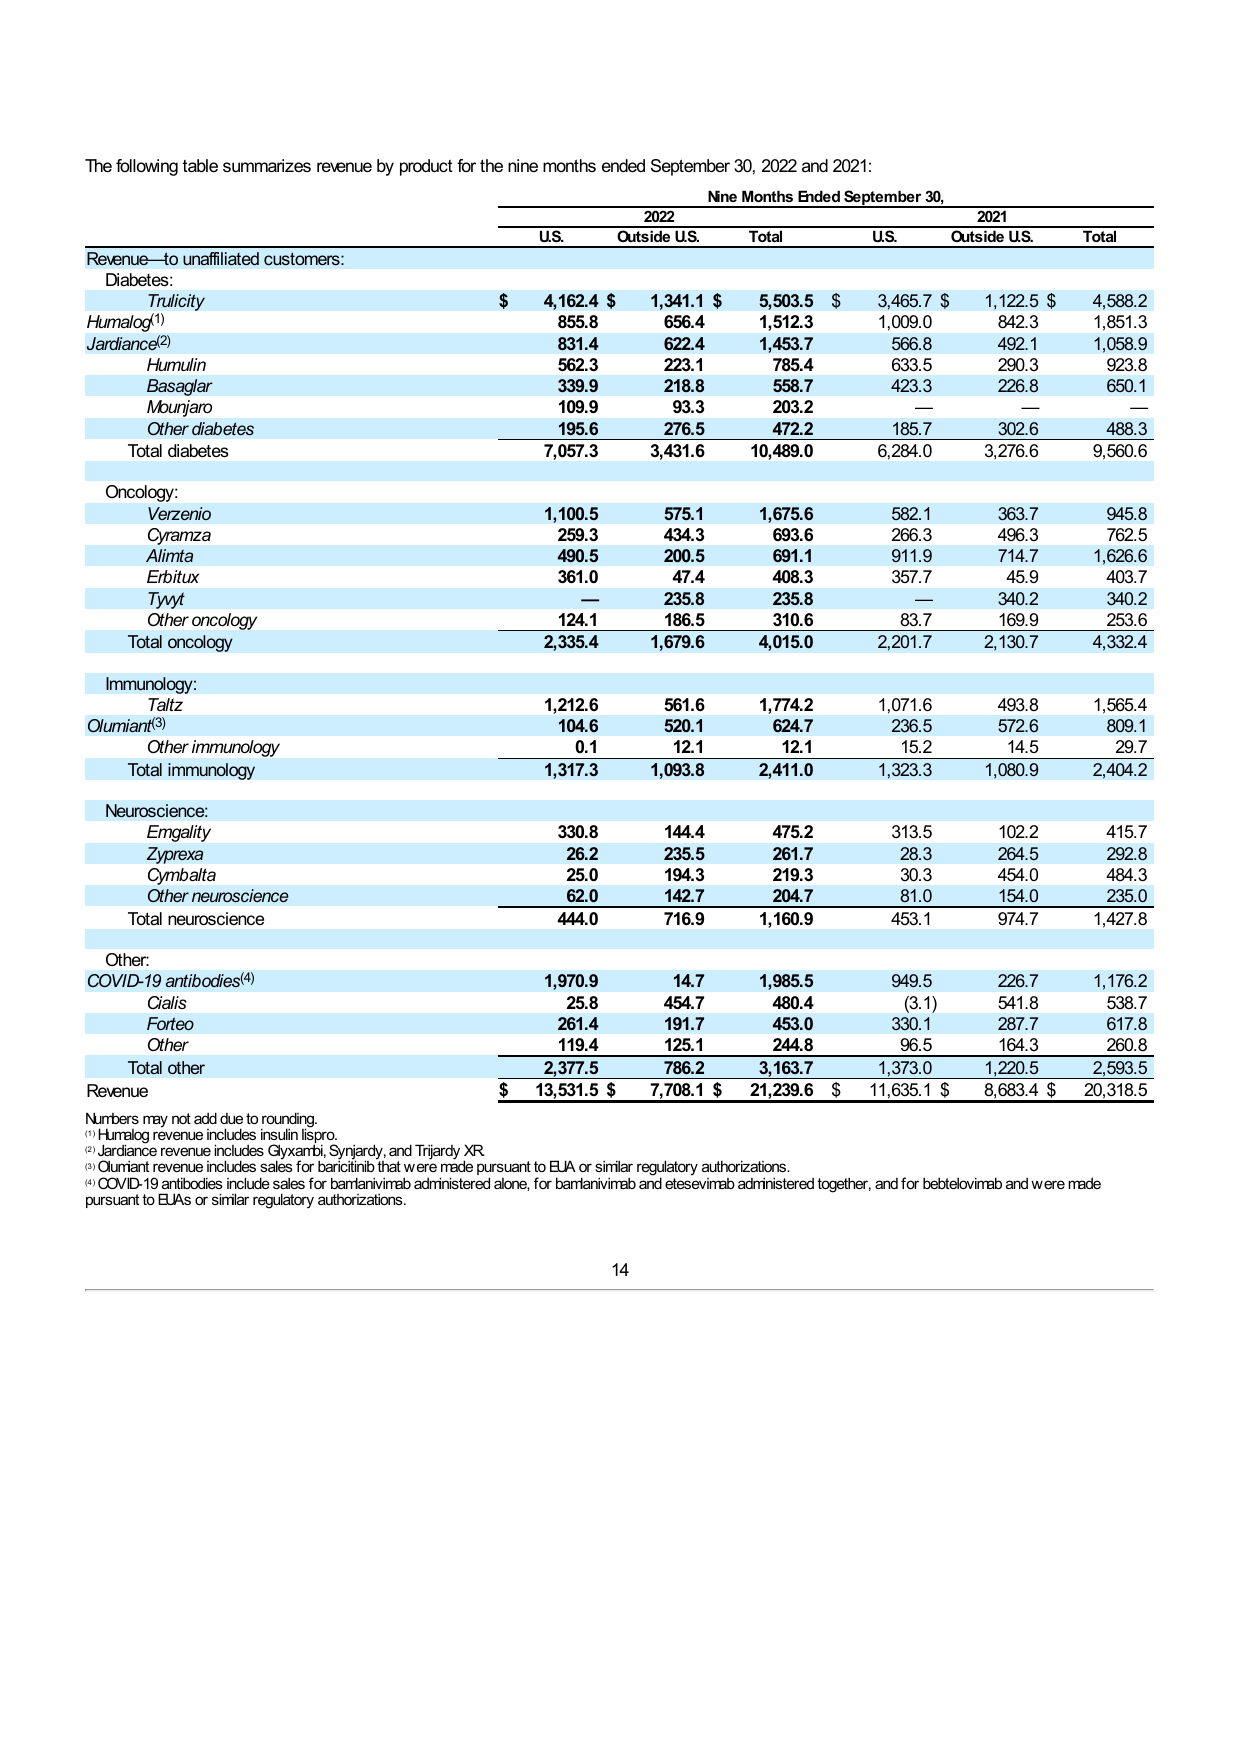 The following table summarizes revenue by product for the nine months ended September 30, 2022 and 2021:
Nine Months Ended September 30,
2022 2021
U.S. Outside U.S. Total U.S. Outside U.S. Total
Revenue—to unaffiliated customers:
Diabetes:
Trulicity $ 4,162.4 $ 1,341.1 $ 5,503.5 $ 3,465.7 $ 1,122.5 $ 4,588.2
Humalog(1) 855.8 656.4 1,512.3 1,009.0 842.3 1,851.3
Jardiance(2) 831.4 622.4 1,453.7 566.8 492.1 1,058.9
Humulin 562.3 223.1 785.4 633.5 290.3 923.8
Basaglar 339.9 218.8 558.7 423.3 226.8 650.1
Mounjaro 109.9 93.3 203.2 — — —
Other diabetes 195.6 276.5 472.2 185.7 302.6 488.3
Total diabetes 7,057.3 3,431.6 10,489.0 6,284.0 3,276.6 9,560.6
Oncology:
Verzenio 1,100.5 575.1 1,675.6 582.1 363.7 945.8
Cyramza 259.3 434.3 693.6 266.3 496.3 762.5
Alimta 490.5 200.5 691.1 911.9 714.7 1,626.6
Erbitux 361.0 47.4 408.3 357.7 45.9 403.7
Tyvyt — 235.8 235.8 — 340.2 340.2
Other oncology 124.1 186.5 310.6 83.7 169.9 253.6
Total oncology 2,335.4 1,679.6 4,015.0 2,201.7 2,130.7 4,332.4
Immunology:
Taltz 1,212.6 561.6 1,774.2 1,071.6 493.8 1,565.4
Olumiant(3) 104.6 520.1 624.7 236.5 572.6 809.1
Other immunology 0.1 12.1 12.1 15.2 14.5 29.7
Total immunology 1,317.3 1,093.8 2,411.0 1,323.3 1,080.9 2,404.2
Neuroscience:
Emgality 330.8 144.4 475.2 313.5 102.2 415.7
Zyprexa 26.2 235.5 261.7 28.3 264.5 292.8
Cymbalta 25.0 194.3 219.3 30.3 454.0 484.3
Other neuroscience 62.0 142.7 204.7 81.0 154.0 235.0
Total neuroscience 444.0 716.9 1,160.9 453.1 974.7 1,427.8
Other:
COVID-19 antibodies(4) 1,970.9 14.7 1,985.5 949.5 226.7 1,176.2
Cialis 25.8 454.7 480.4 (3.1) 541.8 538.7
Forteo 261.4 191.7 453.0 330.1 287.7 617.8
Other 119.4 125.1 244.8 96.5 164.3 260.8
Total other 2,377.5 786.2 3,163.7 1,373.0 1,220.5 2,593.5
Revenue $ 13,531.5 $ 7,708.1 $ 21,239.6 $ 11,635.1 $ 8,683.4 $ 20,318.5
Numbers may not add due to rounding.
(1) Humalog revenue includes insulin lispro.
(2) Jardiance revenue includes Glyxambi, Synjardy, and Trijardy XR.
(3) Olumiant revenue includes sales for baricitinib that were made pursuant to EUA or similar regulatory authorizations.
(4) COVID-19 antibodies include sales for bamlanivimab administered alone, for bamlanivimab and etesevimab administered together, and for bebtelovimab and were made
pursuant to EUAs or similar regulatory authorizations.
14